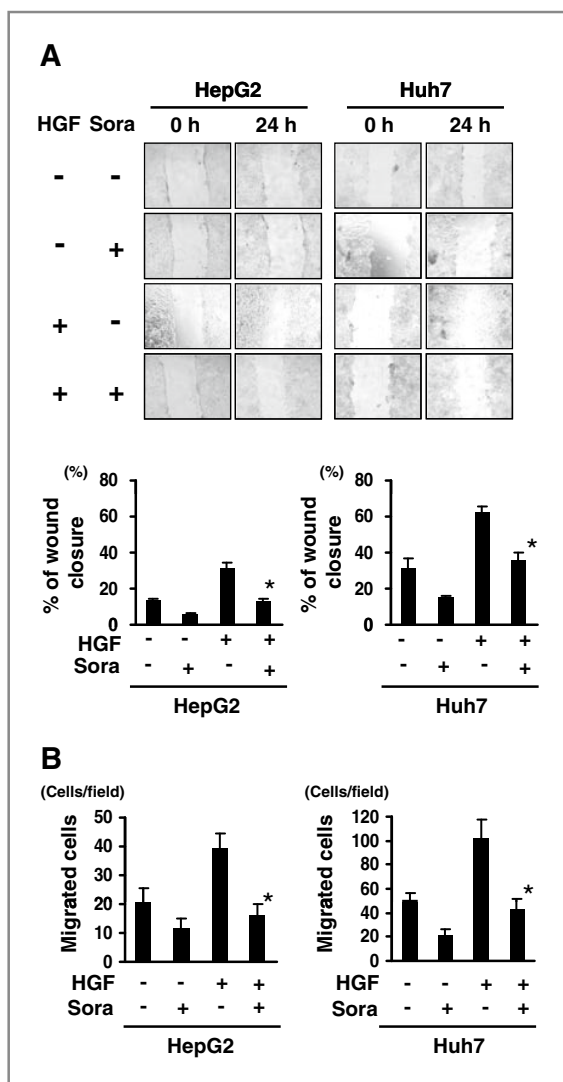 A
HepG2 Huh7
HGF Sora 0 h 24 h 0 h 24 h
- -
- +
+ -
+ +
(%) (%)
% of wound closure
80
60
40
20
0
*
HGF - - + +
Sora - + - +
HepG2
% of wound closure
80
60
40
20
0
*
- - + +
- + - +
Huh7
B
(Cells/field) (Cells/field)
Migrated cells
50
40
30
20
10
0
*
HGF - - + +
Sora - + - +
HepG2
Migrated cells
120
100
80
60
40
20
0
*
HGF - - + +
Sora - + - +
Huh7